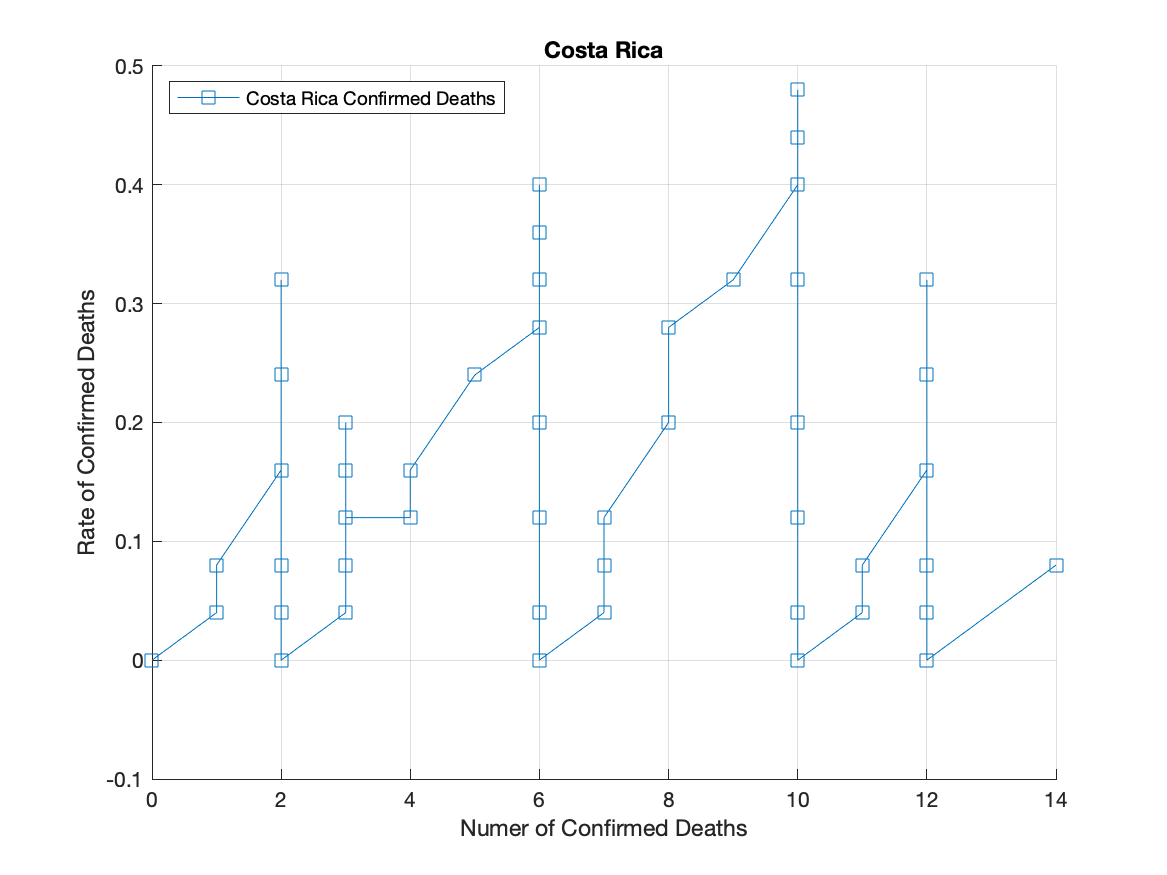 Costa Rica
Costa Rica Confirmed Deaths
0.5
0.4
0.3
0.2
0.1
0
-0.1
Rate of Confirmed Deaths
0 2 4 6 8 10 12 14
Numer of Confirmed Deaths